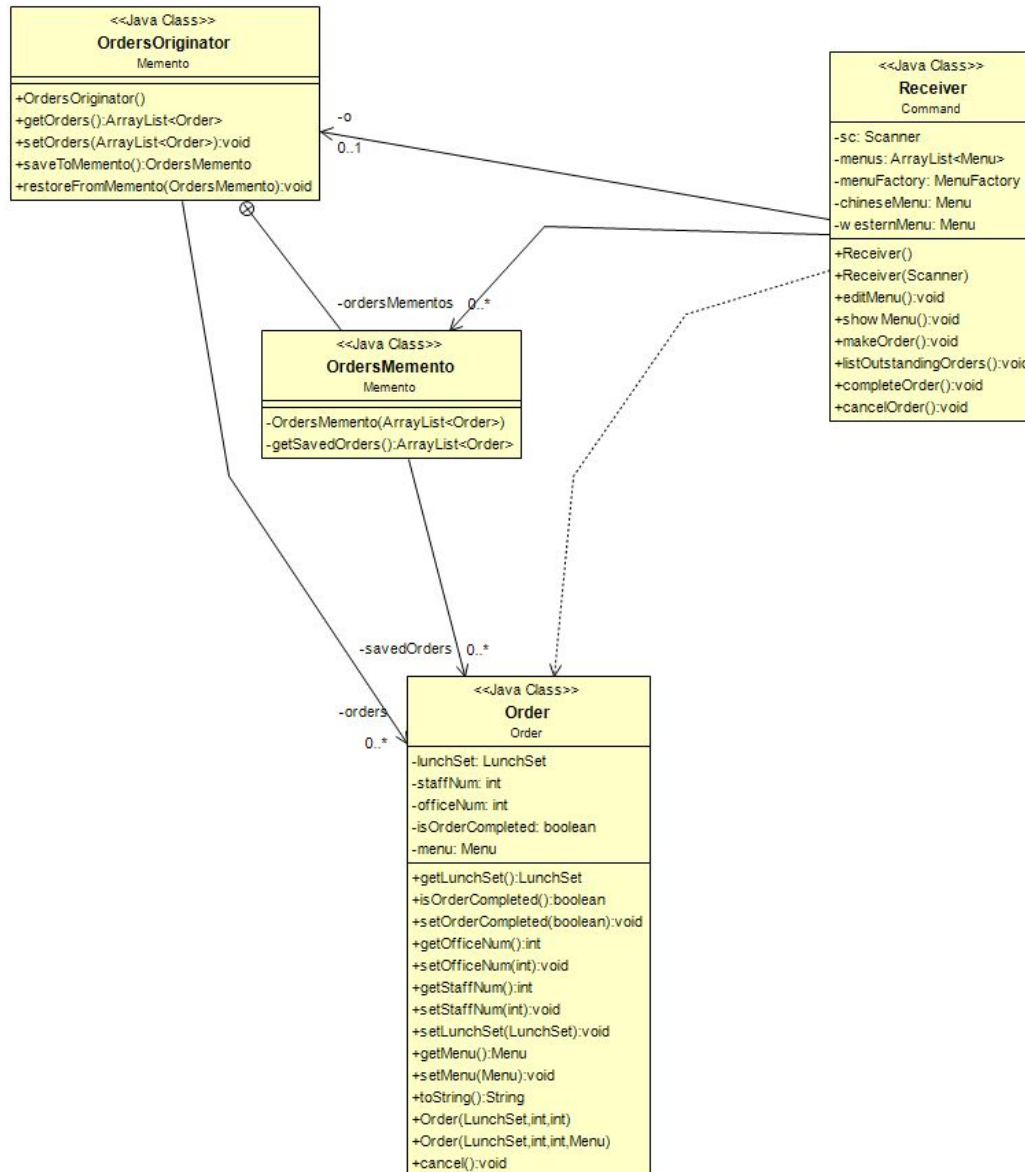 <<Java Class>>
OrdersOriginator
Memento
+OrdersOriginator()
+getOrders():ArrayList<Order>
+setOrders(ArrayList<Order>):void
+saveToMemento():OrdersMemento
+restoreFromMemento(OrdersMemento):void
<<Java Class>>
Receiver
Command
-sc: Scanner
-menus: ArrayList<Menu>
-menuFactory: MenuFactory
-chineseMenu: Menu
-westernMenu: Menu
+Receiver()
+Receiver(Scanner)
+editMenu():void
+showMenu():void
+makeOrder():void
+listOutstandingOrders():void
+completeOrder():void
+cancelOrder():void
-o
0..1
-ordersMementos 0..*
<<Java Class>>
OrdersMemento
Memento
-OrdersMemento(ArrayList<Order>)
-getSavedOrders():ArrayList<Order>
-savedOrders 0..*
-orders
0..*
<<Java Class>>
Order
Order
-lunchSet: LunchSet
-staffNum: int
-officeNum: int
-isOrderCompleted: boolean
-menu: Menu
+getLunchSet():LunchSet
+isOrderCompleted():boolean
+setOrderCompleted(boolean):void
+getOfficeNum():int
+setOfficeNum(int):void
+getStaffNum():int
+setStaffNum(int):void
+setLunchSet(LunchSet):void
+getMenu():Menu
+setMenu(Menu):void
+toString():String
+Order(LunchSet,int,int)
+Order(LunchSet,int,int,Menu)
+cancel():void